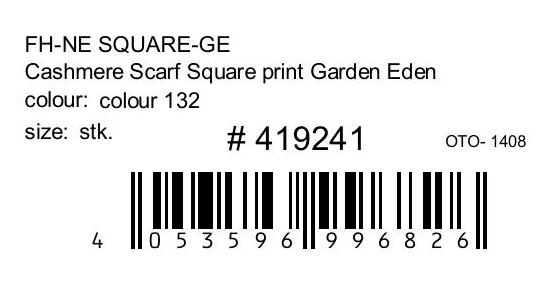 FH-NE SQUARE-GE
Cashmere Scarf Square print Garden Eden
colour: colour 132
size: stk.
# 419241
OTO- 1408
4 053596 996826